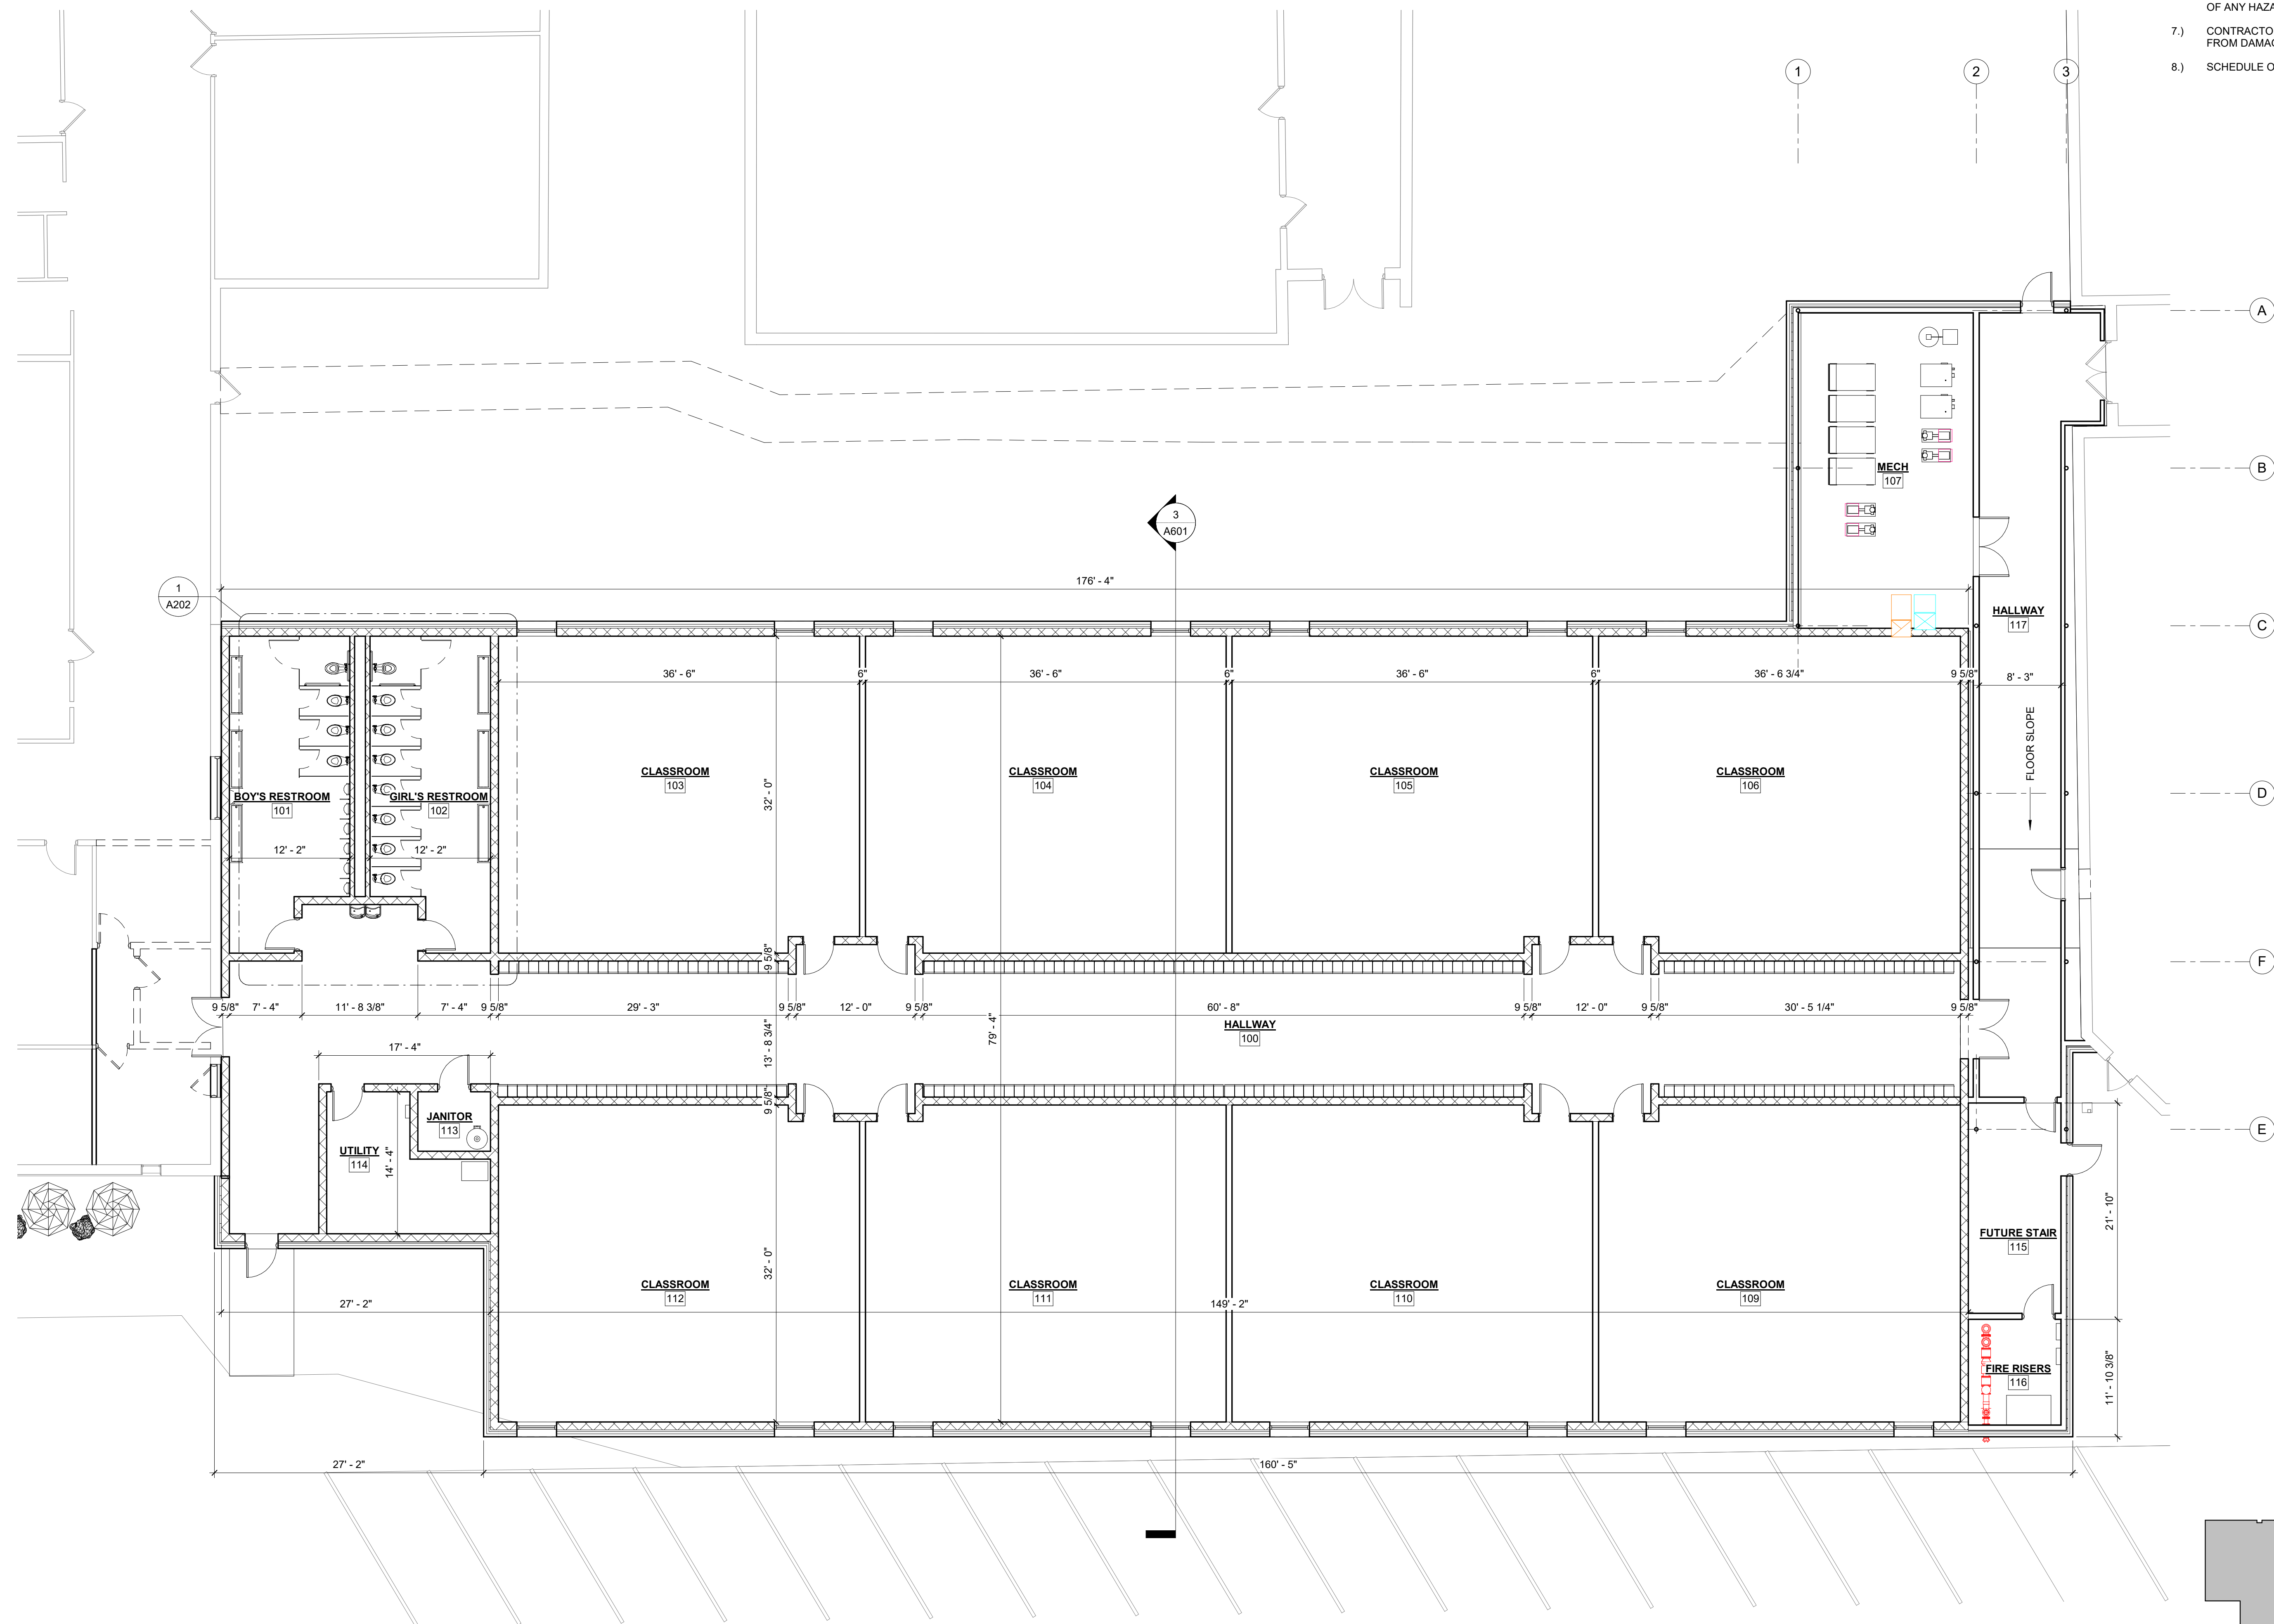 OF ANY HAZA
7.) CONTRACTO
FROM DAMAG
8.) SCHEDULE O
1
2
3
A
B
MECH
107
3
A601
176' - 4"
1
A202
HALLWAY
117
C
36' - 6"
6"
36' - 6"
6"
36' - 6"
6"
36' - 6 3/4"
9 5/8"
8' - 3"
FLOOR SLOPE
CLASSROOM
103
CLASSROOM
104
CLASSROOM
105
CLASSROOM
106
32' - 0"
D
BOY'S RESTROOM
101
GIRL'S RESTROOM
102
12' - 2"
12' - 2"
9 5/8"
F
9 5/8"
7' - 4"
11' - 8 3/8"
7' - 4"
9 5/8"
29' - 3"
9 5/8"
12' - 0"
9 5/8"
60' - 8"
9 5/8"
12' - 0"
9 5/8"
30' - 5 1/4"
9 5/8"
HALLWAY
100
13' - 8 3/4"
79' - 4"
17' - 4"
9 5/8"
JANITOR
113
UTILITY
114
14' - 4"
E
21' - 10"
FUTURE STAIR
115
32' - 0"
CLASSROOM
112
CLASSROOM
111
CLASSROOM
110
CLASSROOM
109
27' - 2"
149' - 2"
FIRE RISERS
116
11' - 10 3/8"
27' - 2"
160' - 5"